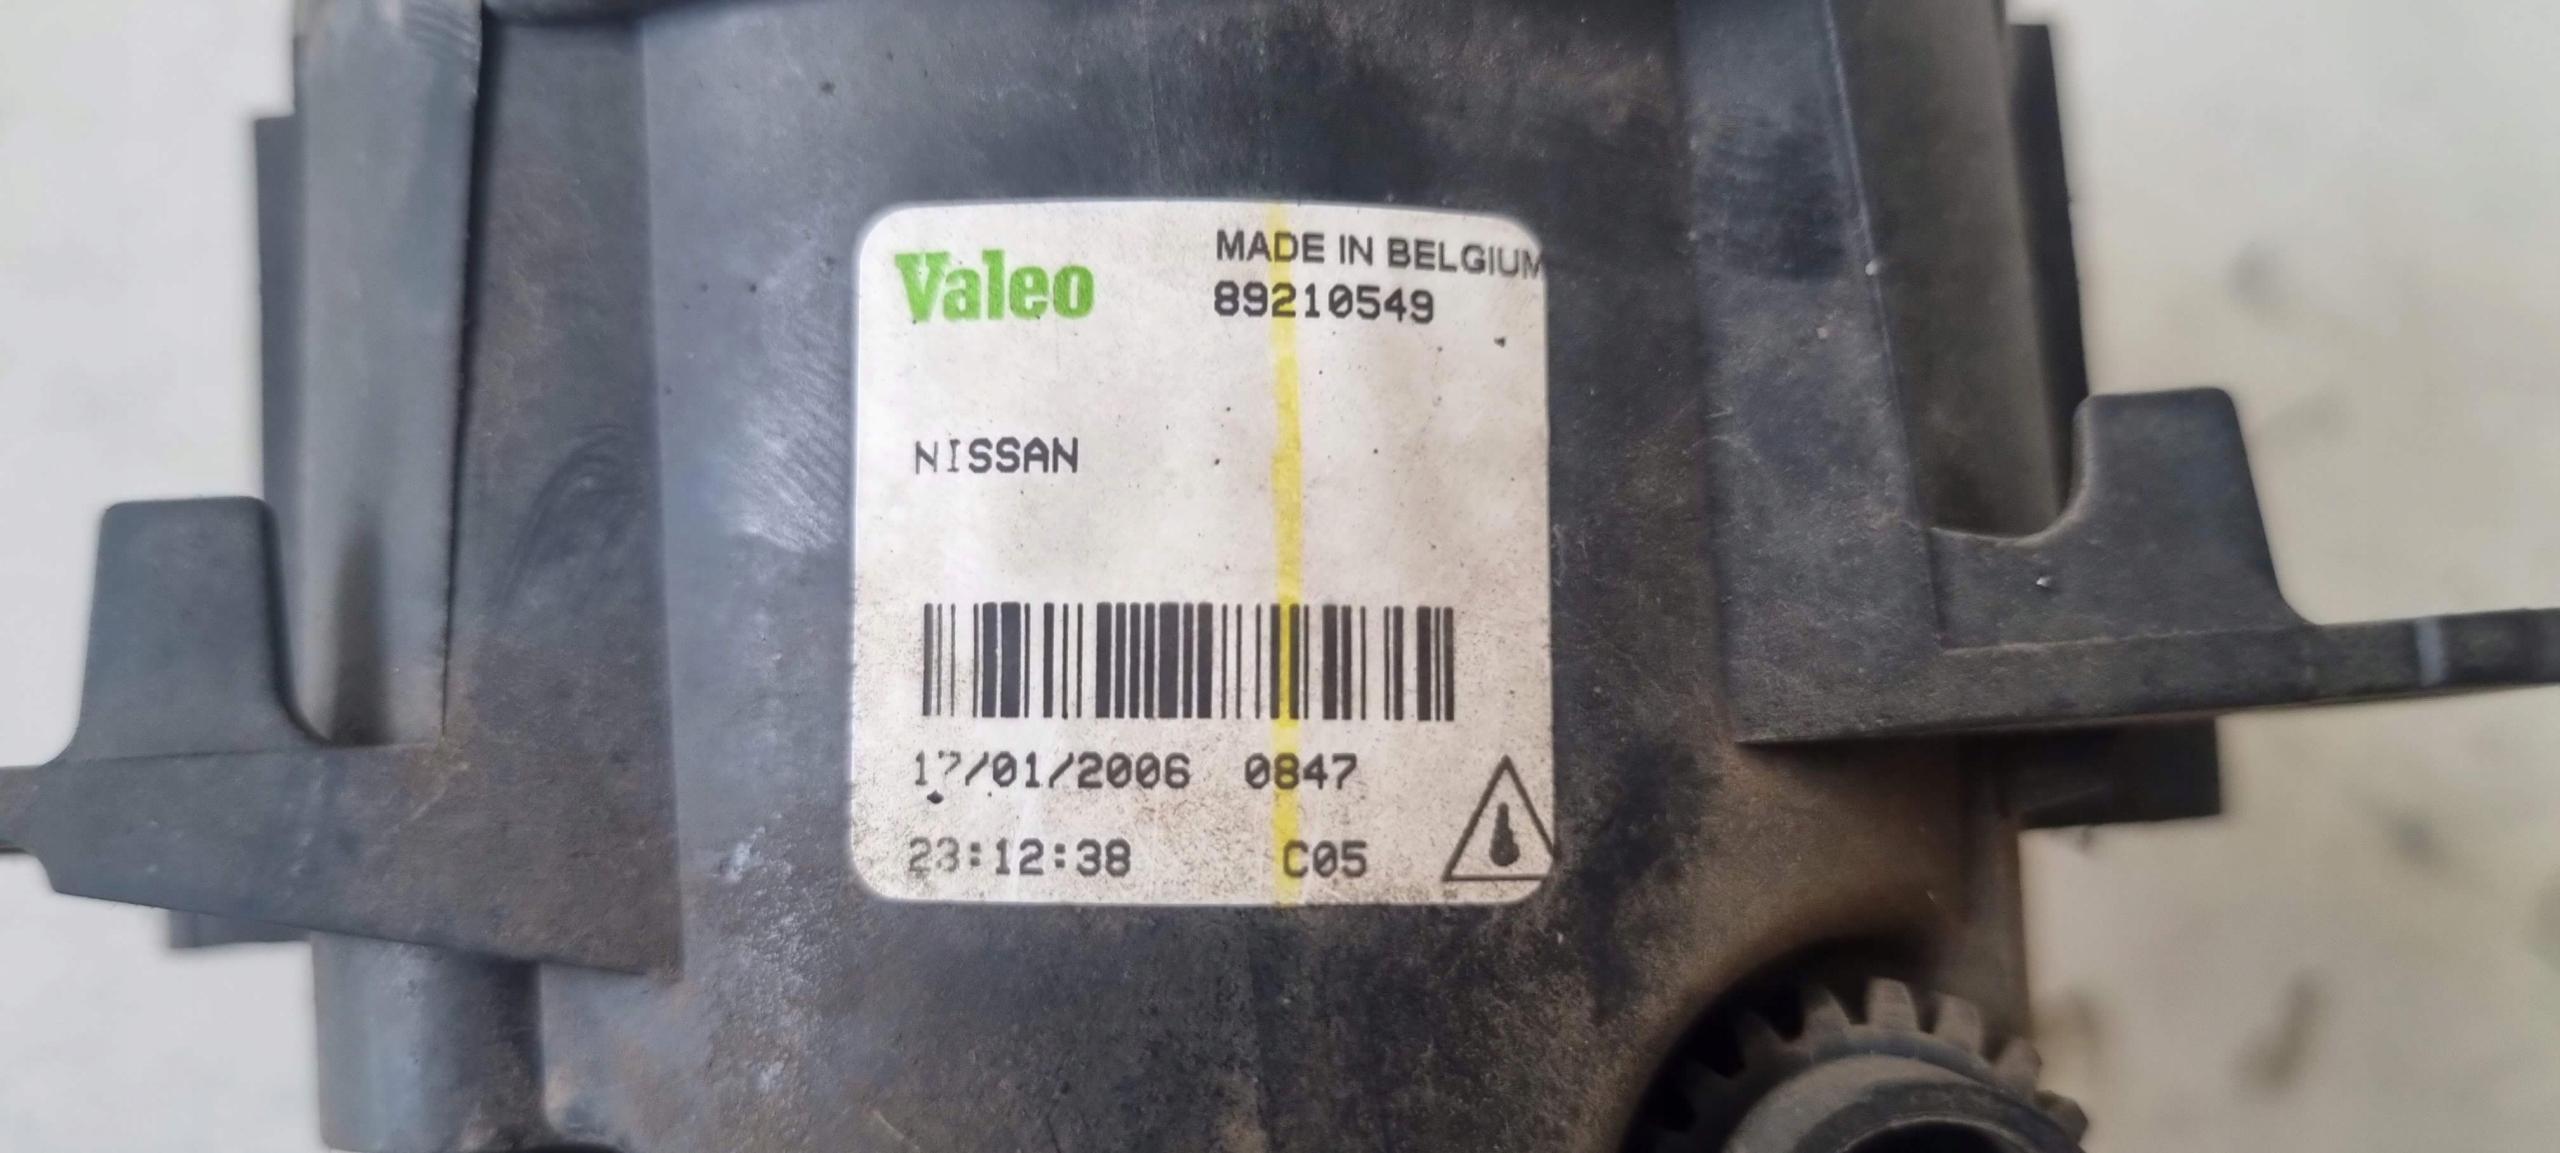 Valeo
MADE IN BELGIUM
89210549
NISSAN
17/01/2006 0847
23:12:38 C05